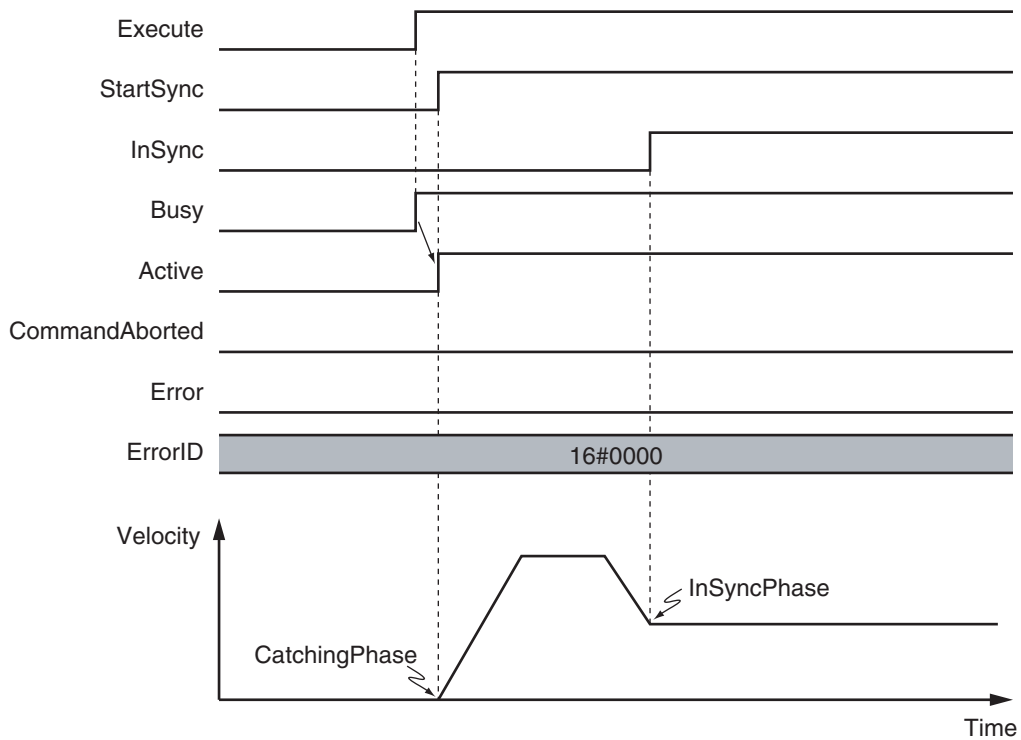 Execute
StartSync
InSync
Busy
Active
CommandAborted
Error
ErrorID
16#0000
Velocity
InSyncPhase
CatchingPhase
Time